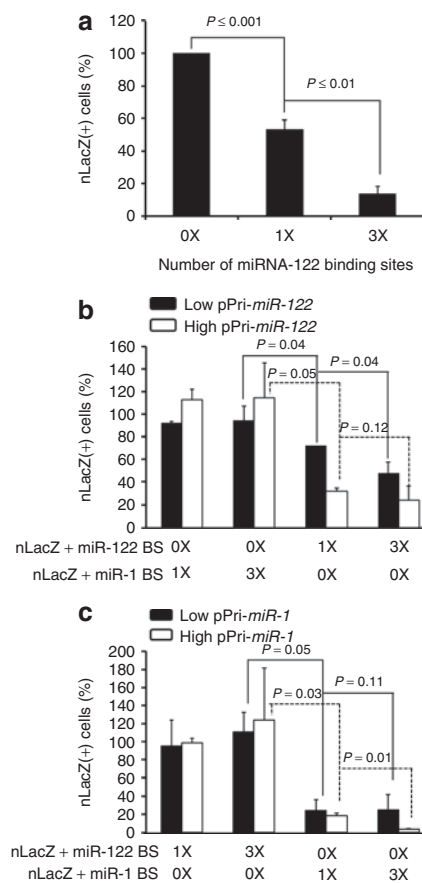 a
P ≤ 0.001
P ≤ 0.01
nLacZ(+) cells (%)
120
100
80
60
40
20
0
0X 1X 3X
Number of miRNA-122 binding sites
b
Low pPri-miR-122
High pPri-miR-122
P = 0.04
P = 0.04
P = 0.05
P = 0.12
nLacZ(+) cells (%)
160
140
120
100
80
60
40
20
0
nLacZ + miR-122 BS 0X 0X 1X 3X
nLacZ + miR-1 BS 1X 3X 0X 0X
c
Low pPri-miR-1
High pPri-miR-1
P = 0.05
P = 0.11
P = 0.03
P = 0.01
nLacZ(+) cells (%)
200
180
160
140
120
100
80
60
40
20
0
nLacZ + miR-122 BS 1X 3X 0X 0X
nLacZ + miR-1 BS 0X 0X 1X 3X